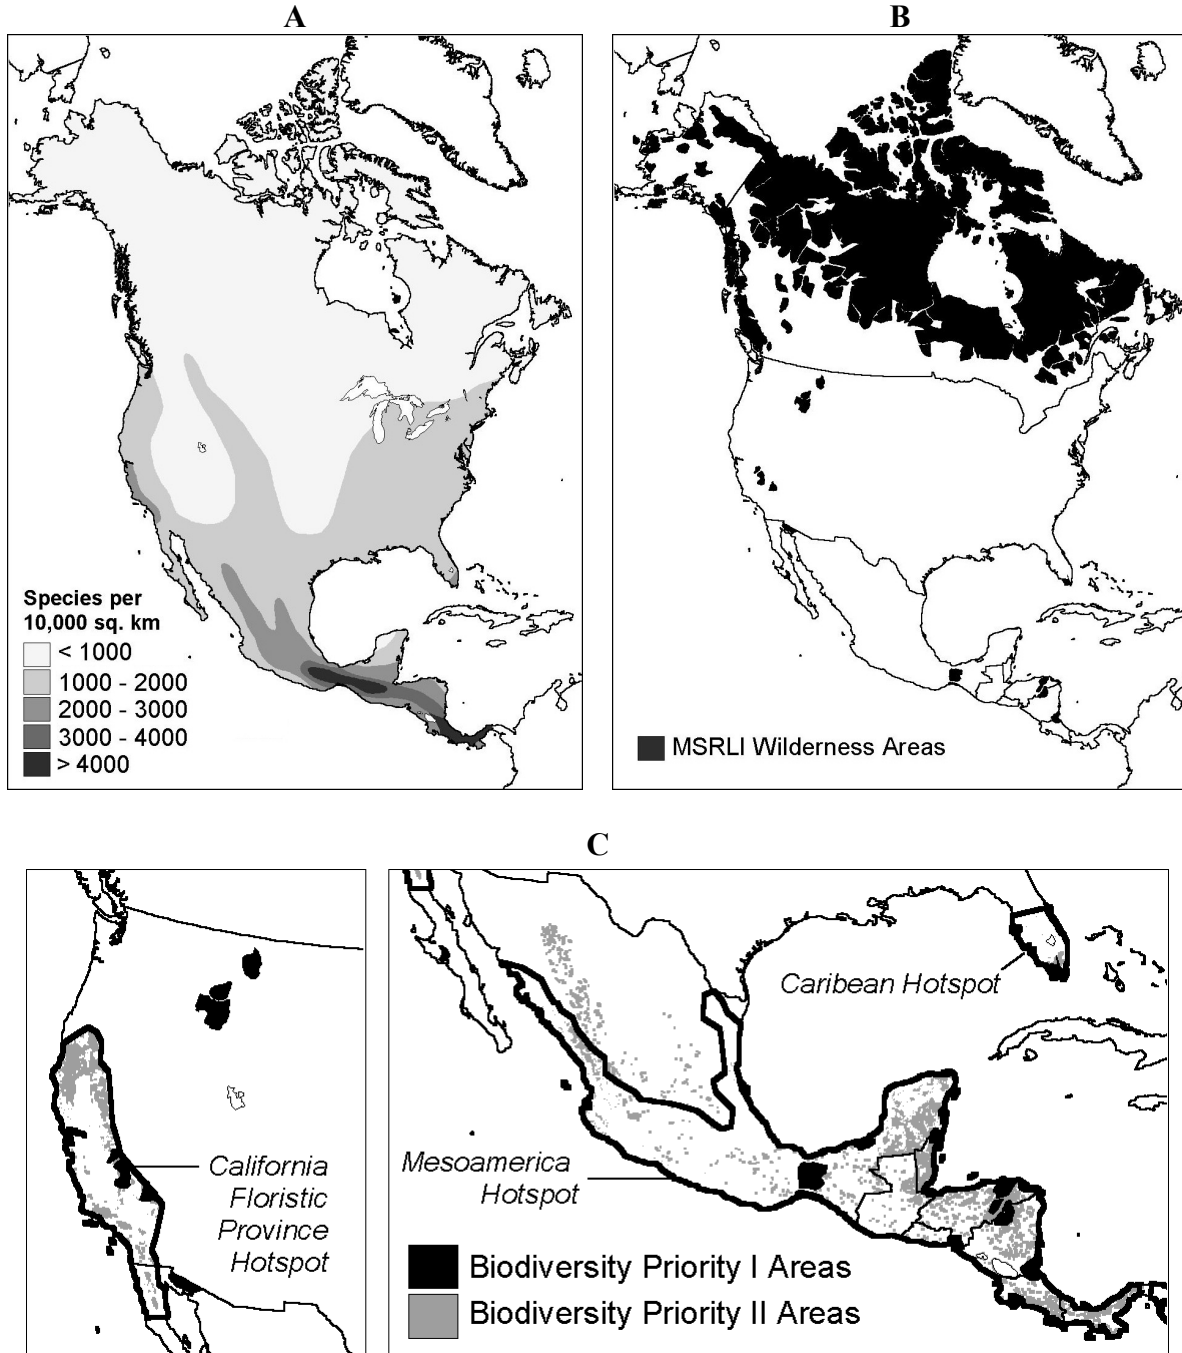 A
B
Species per
10,000 sq. km
< 1000
1000 - 2000
2000 - 3000
3000 - 4000
> 4000
MSRLI Wilderness Areas
C
California
Floristic
Province
Hotspot
Caribean Hotspot
Mesoamerica
Hotspot
Biodiversity Priority I Areas
Biodiversity Priority II Areas